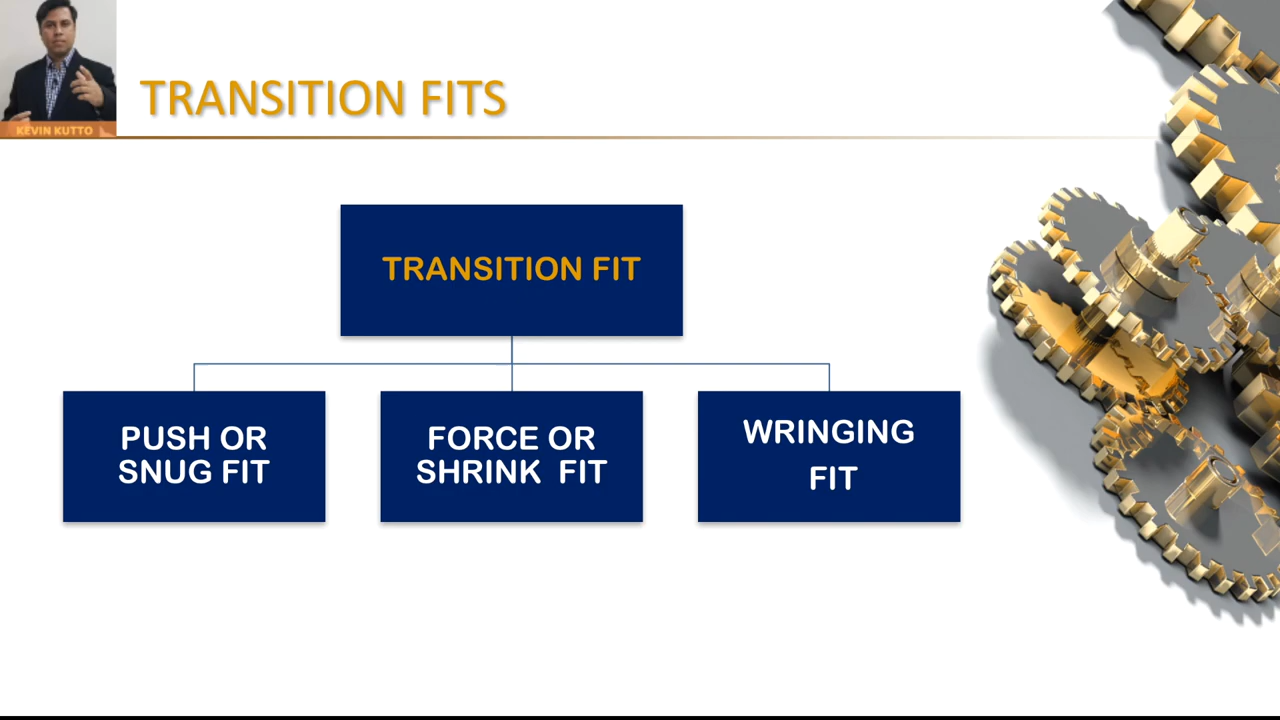 KEVIN KUTTO
TRANSITION FITS
TRANSITION FIT
PUSH OR
SNUG FIT
FORCE OR
SHRINK FIT
WRINGING
FIT